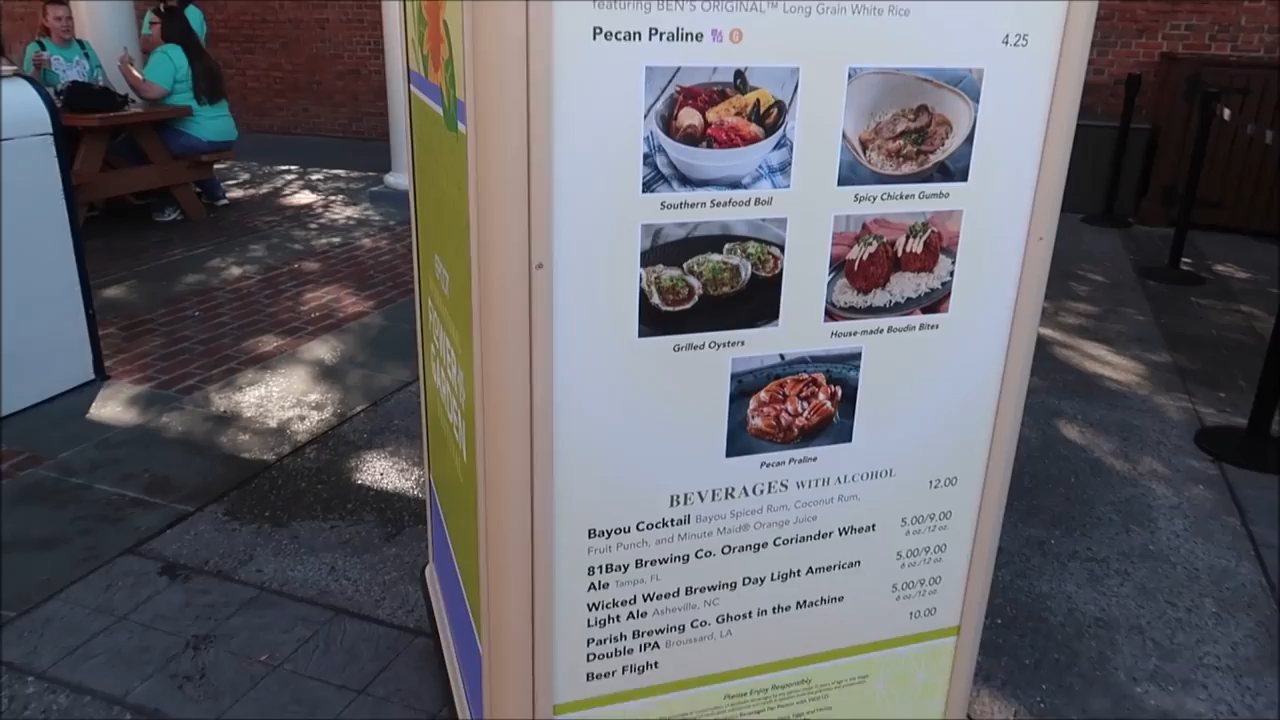 featuring BEN'S ORIGINAL™ Long Grain White Rice
Pecan Praline G 4.25
Southern Seafood Boil
Spicy Chicken Gumbo
Grilled Oysters
House-made Boudin Bites
Pecan Praline
BEVERAGES WITH ALCOHOL
Bayou Cocktail Bayou Spiced Rum, Coconut Rum, 12.00
Fruit Punch, and Minute Maid® Orange Juice
81Bay Brewing Co. Orange Coriander Wheat 5.00/9.00
Ale Tampa, FL 6 oz./12 oz.
Wicked Weed Brewing Day Light American 5.00/9.00
Light Ale Asheville, NC 6 oz./12 oz.
Parish Brewing Co. Ghost in the Machine 5.00/9.00
Double IPA Broussard, LA 6 oz./12 oz.
Beer Flight 10.00
Please Enjoy Responsibly
EPCOT
FLOWER &
GARDEN